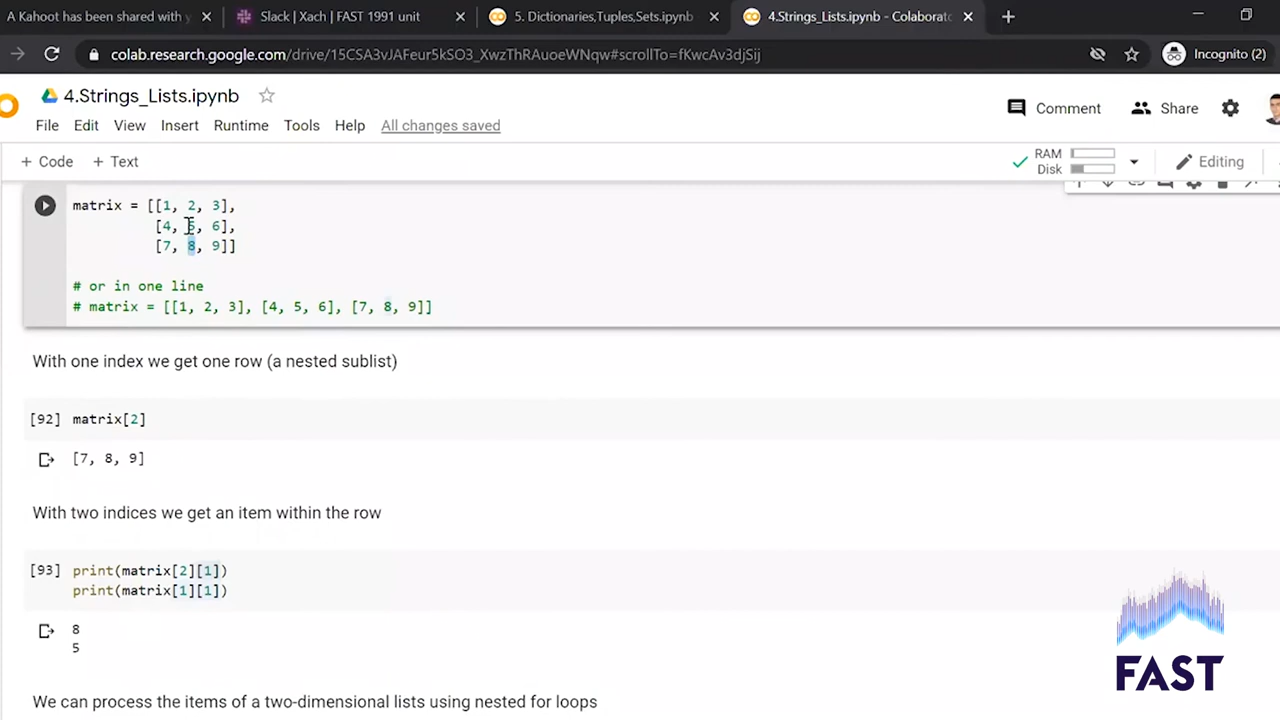 A Kahoot has been shared with y
Slack | Xach | FAST 1991 unit
5. Dictionaries,Tuples,Sets.ipynb
4.Strings_Lists.ipynb - Colaborato
colab.research.google.com/drive/15CSA3vJAFeur5kSO3_XwzThRAuoeWNqw#scrollTo=fKwcAv3djSij
Incognito (2)
4.Strings_Lists.ipynb
Comment
Share
File Edit View Insert Runtime Tools Help All changes saved
+ Code + Text
RAM
Disk
Editing
matrix = [[1, 2, 3],
[4, 5, 6],
[7, 8, 9]]
# or in one line
# matrix = [[1, 2, 3], [4, 5, 6], [7, 8, 9]]
With one index we get one row (a nested sublist)
[92] matrix[2]
[7, 8, 9]
With two indices we get an item within the row
[93] print(matrix[2][1])
print(matrix[1][1])
8
5
We can process the items of a two-dimensional lists using nested for loops
FAST